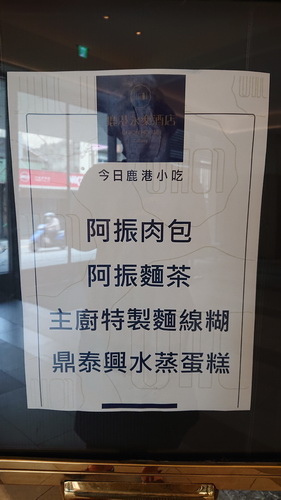 今日鹿港小吃
阿振肉包
阿振麵茶
主廚特製麵線糊
鼎泰興水蒸蛋糕